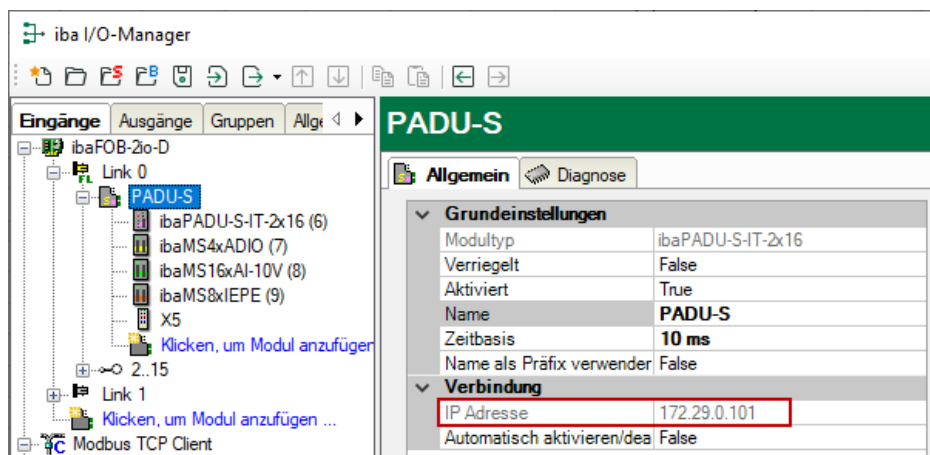 iba I/O-Manager
Eingänge Ausgänge Gruppen Allge
PADU-S
ibaFOB-2io-D
Link 0
PADU-S
ibaPADU-S-IT-2x16 (6)
ibaMS4xADIO (7)
ibaMS16xAI-10V (8)
ibaMS8xIEPE (9)
X5
Klicken, um Modul anzufügen
2..15
Link 1
Klicken, um Modul anzufügen ...
Modbus TCP Client
Allgemein Diagnose
Grundeinstellungen
Modultyp ibaPADU-S-IT-2x16
Verriegelt False
Aktiviert True
Name PADU-S
Zeitbasis 10 ms
Name als Präfix verwender False
Verbindung
IP Adresse 172.29.0.101
Automatisch aktivieren/dea False